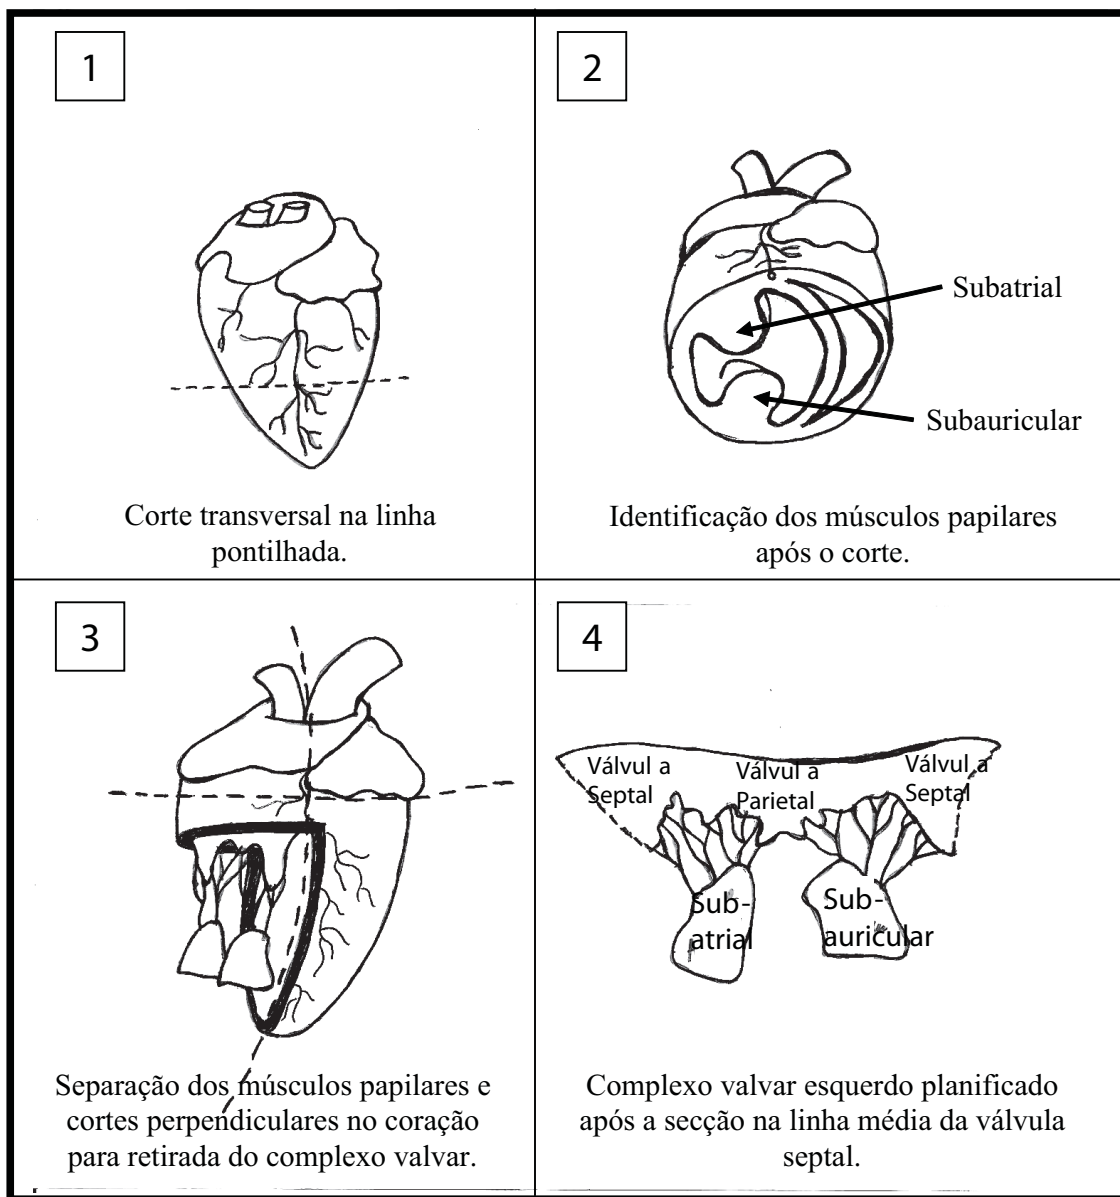 1
Corte transversal na linha
pontilhada.
2
Subatrial
Subauricular
Identificação dos músculos papilares
após o corte.
3
Separação dos músculos papilares e
cortes perpendiculares no coração
para retirada do complexo valvar.
4
Válvul a
Septal
Válvul a
Parietal
Válvul a
Septal
Sub-
atrial
Sub-
auricular
Complexo valvar esquerdo planificado
após a secção na linha média da válvula
septal.